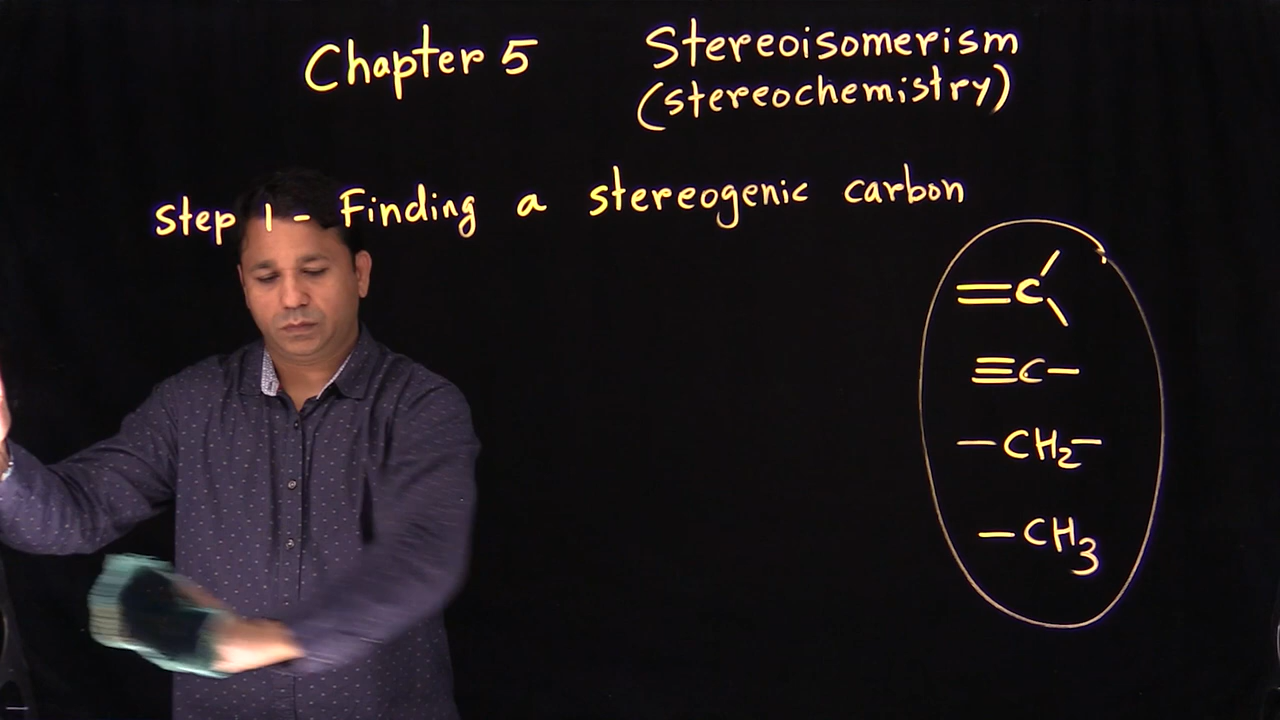 Chapter 5
Stereoisomerism
(stereochemistry)
Step 1 - Finding a stereogenic carbon
=C
≡C-
-CH₂-
-CH₃